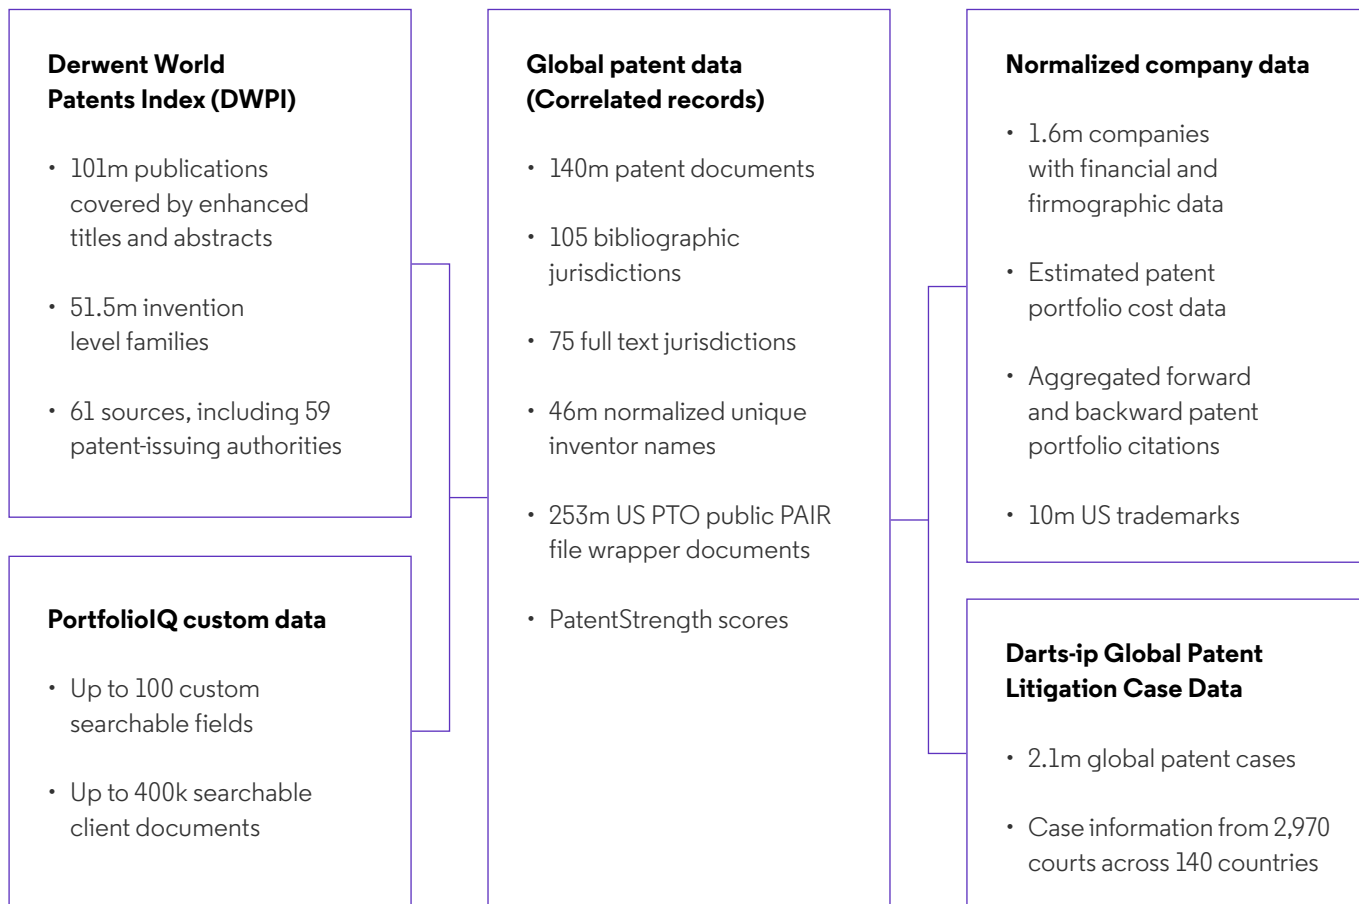 Derwent World
Patents Index (DWPI)
• 101m publications
covered by enhanced
titles and abstracts
• 51.5m invention
level families
• 61 sources, including 59
patent-issuing authorities
PortfolioIQ custom data
• Up to 100 custom
searchable fields
• Up to 400k searchable
client documents
Global patent data
(Correlated records)
• 140m patent documents
• 105 bibliographic
jurisdictions
• 75 full text jurisdictions
• 46m normalized unique
inventor names
• 253m US PTO public PAIR
file wrapper documents
• PatentStrength scores
Normalized company data
• 1.6m companies
with financial and
firmographic data
• Estimated patent
portfolio cost data
• Aggregated forward
and backward patent
portfolio citations
• 10m US trademarks
Darts-ip Global Patent
Litigation Case Data
• 2.1m global patent cases
• Case information from 2,970
courts across 140 countries